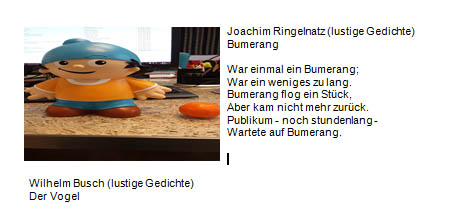 Joachim Ringelnatz (lustige Gedichte)
Bumerang
War einmal ein Bumerang;
War ein weniges zu lang.
Bumerang flog ein Stück,
Aber kam nicht mehr zurück.
Publikum - noch stundenlang -
Wartete auf Bumerang.
Wilhelm Busch (lustige Gedichte)
Der Vogel